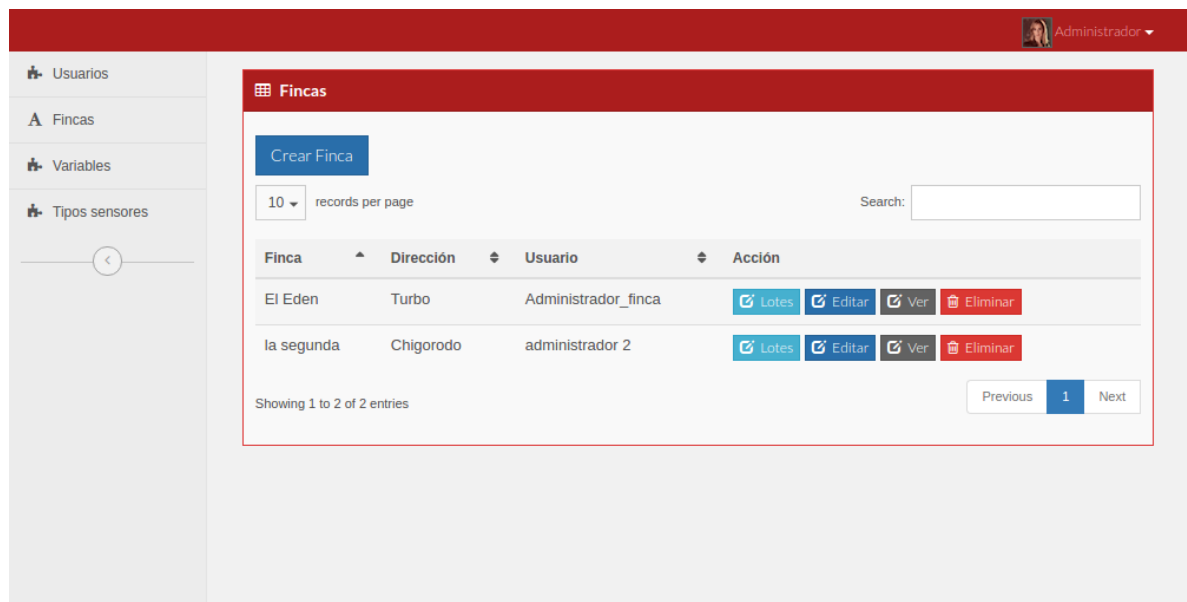 Administrador
Usuarios
Fincas
Variables
Tipos sensores
Fincas
Crear Finca
10 records per page Search:
Finca Dirección Usuario Acción
El Eden Turbo Administrador_finca Lotes Editar Ver Eliminar
la segunda Chigorodo administrador 2 Lotes Editar Ver Eliminar
Showing 1 to 2 of 2 entries Previous 1 Next